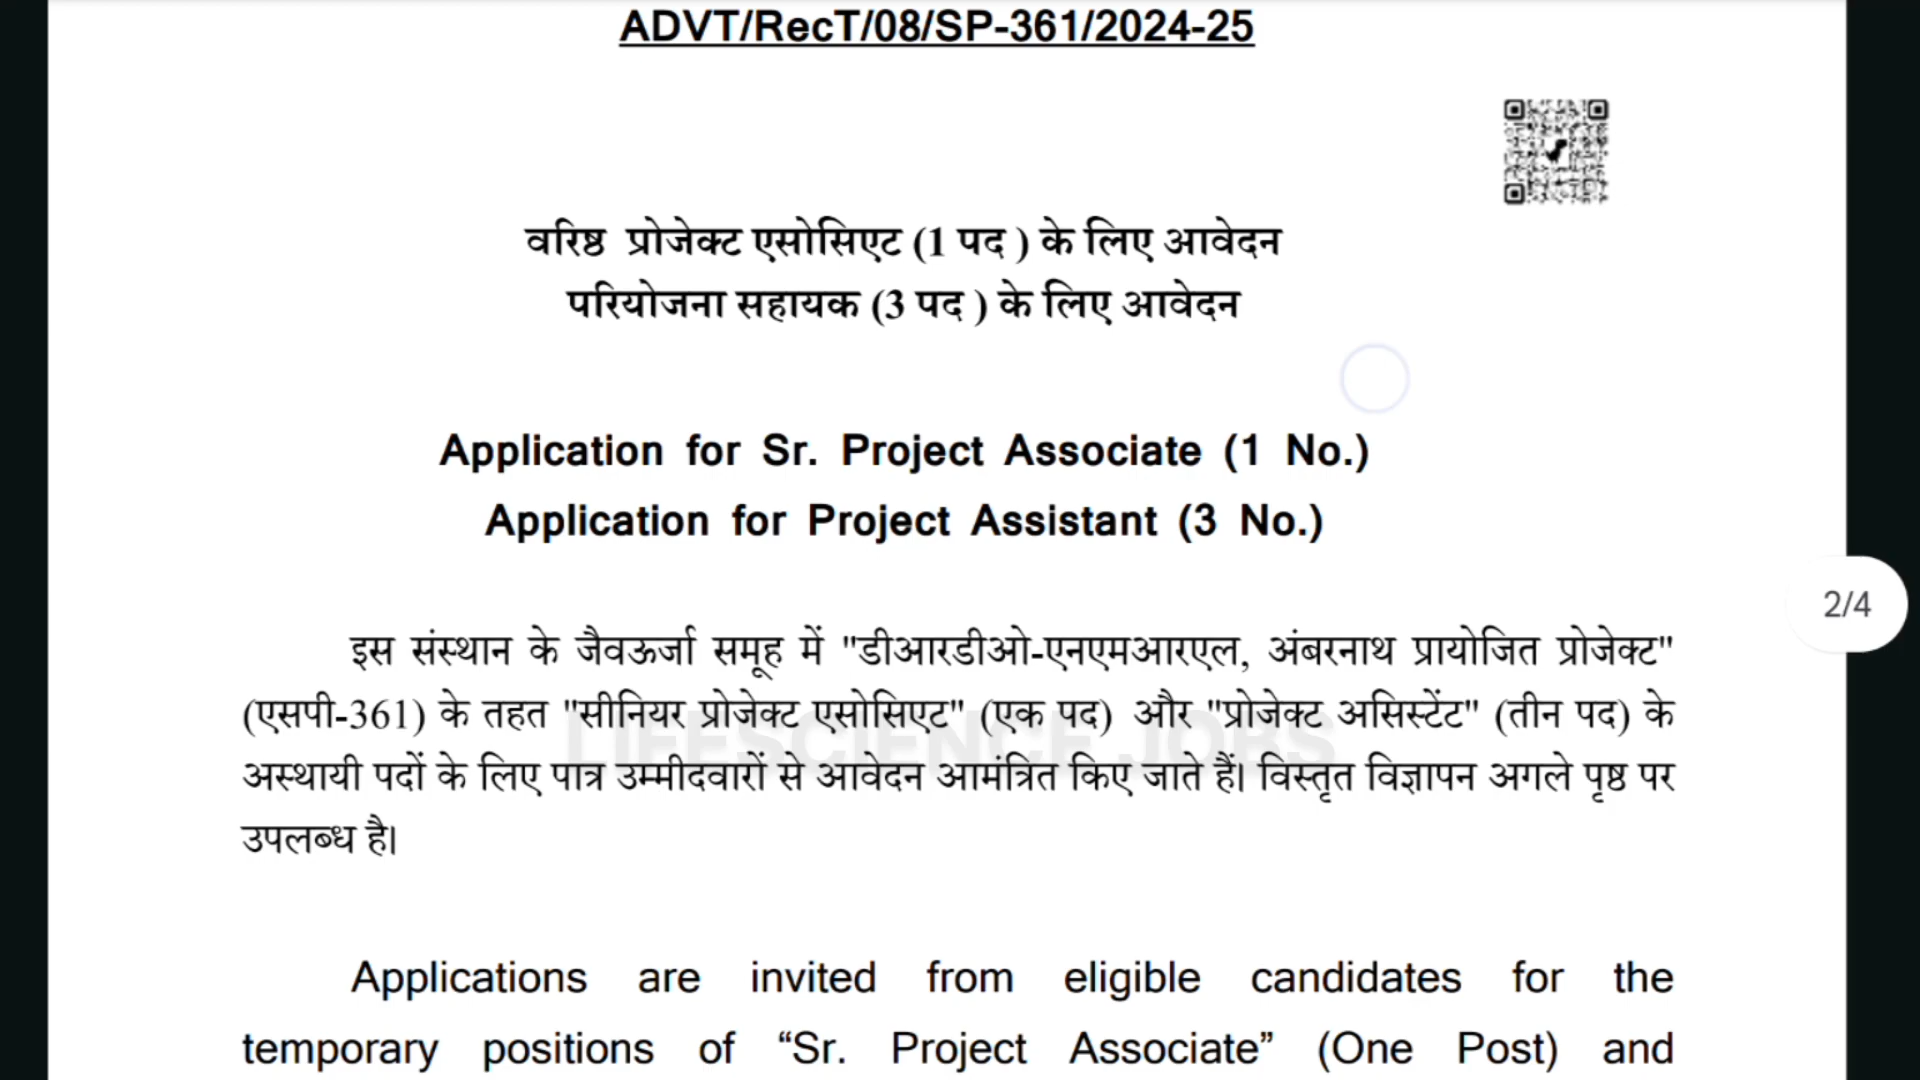 ADVT/RecT/08/SP-361/2024-25
वरिष्ठ प्रोजेक्ट एसोसिएट (1 पद ) के लिए आवेदन
परियोजना सहायक (3 पद ) के लिए आवेदन
Application for Sr. Project Associate (1 No.)
Application for Project Assistant (3 No.)
2/4
इस संस्थान के जैवऊर्जा समूह में "डीआरडीओ-एनएमआरएल, अंबरनाथ प्रायोजित प्रोजेक्ट"
(एसपी-361) के तहत "सीनियर प्रोजेक्ट एसोसिएट" (एक पद) और "प्रोजेक्ट असिस्टेंट" (तीन पद) के
LIFESCIENCE JOBS
अस्थायी पदों के लिए पात्र उम्मीदवारों से आवेदन आमंत्रित किए जाते हैं। विस्तृत विज्ञापन अगले पृष्ठ पर
उपलब्ध है।
Applications are invited from eligible candidates for the
temporary positions of “Sr. Project Associate” (One Post) and